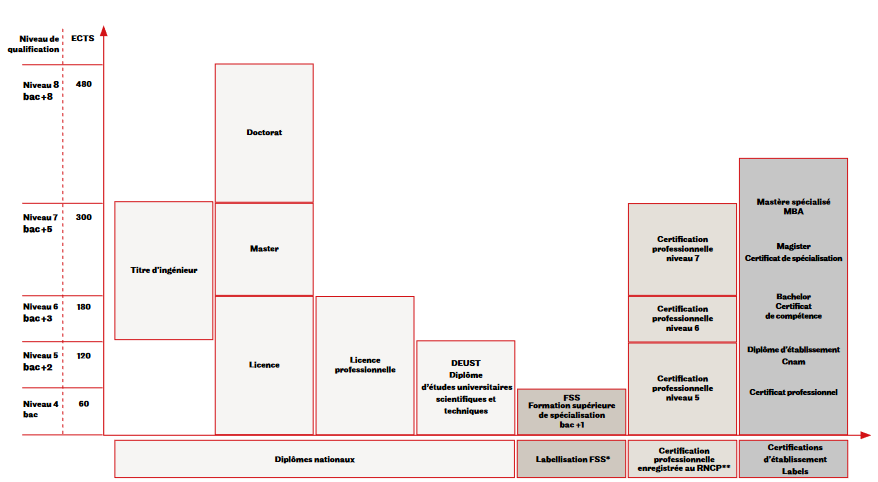 Niveau de
qualification
ECTS
Niveau 8
bac+8
480
Niveau 7
bac+5
300
Niveau 6
bac+3
180
Niveau 5
bac+2
120
Niveau 4
bac
60
Titre d'ingénieur
Doctorat
Master
Licence
Licence
professionnelle
DEUST
Diplôme
d'études universitaires
scientifiques et
techniques
FSS
Formation supérieure
de spécialisation
bac +1
Certification
professionnelle
niveau 7
Certification
professionnelle
niveau 6
Certification
professionnelle
niveau 5
Mastère spécialisé
MBA
Magister
Certificat de spécialisation
Bachelor
Certificat
de compétence
Diplôme d'établissement
Cnam
Certificat professionnel
Diplômes nationaux
Labellisation FSS*
Certification
professionnelle
enregistrée au RNCP**
Certifications
d'établissement
Labels